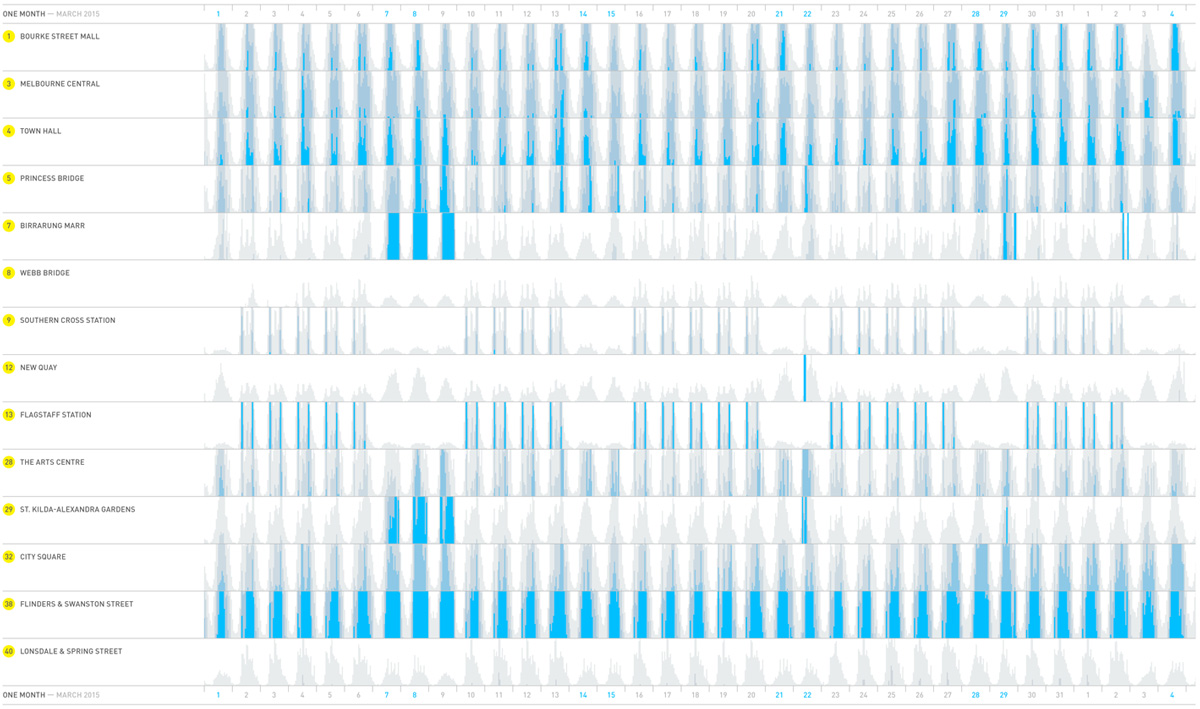 ONE MONTH — MARCH 2015 1 2 3 4 5 6 7 8 9 10 11 12 13 14 15 16 17 18 19 20 21 22 23 24 25 26 27 28 29 30 31 1 2 3 4
1 BOURKE STREET MALL
3 MELBOURNE CENTRAL
4 TOWN HALL
5 PRINCESS BRIDGE
7 BIRRARUNG MARR
8 WEBB BRIDGE
9 SOUTHERN CROSS STATION
12 NEW QUAY
13 FLAGSTAFF STATION
28 THE ARTS CENTRE
29 ST. KILDA-ALEXANDRA GARDENS
32 CITY SQUARE
38 FLINDERS & SWANSTON STREET
40 LONSDALE & SPRING STREET
ONE MONTH — MARCH 2015 1 2 3 4 5 6 7 8 9 10 11 12 13 14 15 16 17 18 19 20 21 22 23 24 25 26 27 28 29 30 31 1 2 3 4